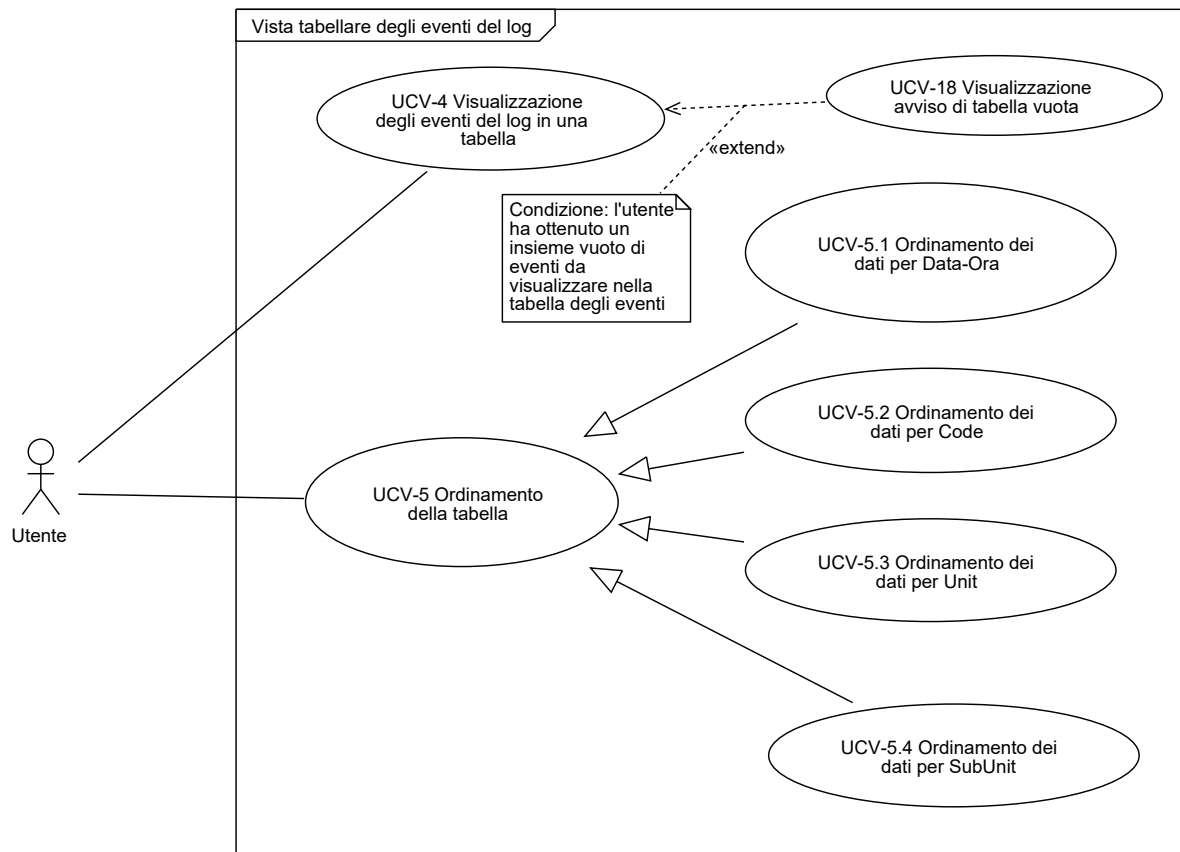 Vista tabellare degli eventi del log
UCV-4 Visualizzazione
degli eventi del log in una
tabella
UCV-18 Visualizzazione
avviso di tabella vuota
«extend»
Condizione: l'utente
ha ottenuto un
insieme vuoto di
eventi da
visualizzare nella
tabella degli eventi
UCV-5.1 Ordinamento dei
dati per Data-Ora
UCV-5.2 Ordinamento dei
dati per Code
UCV-5 Ordinamento
della tabella
Utente
UCV-5.3 Ordinamento dei
dati per Unit
UCV-5.4 Ordinamento dei
dati per SubUnit